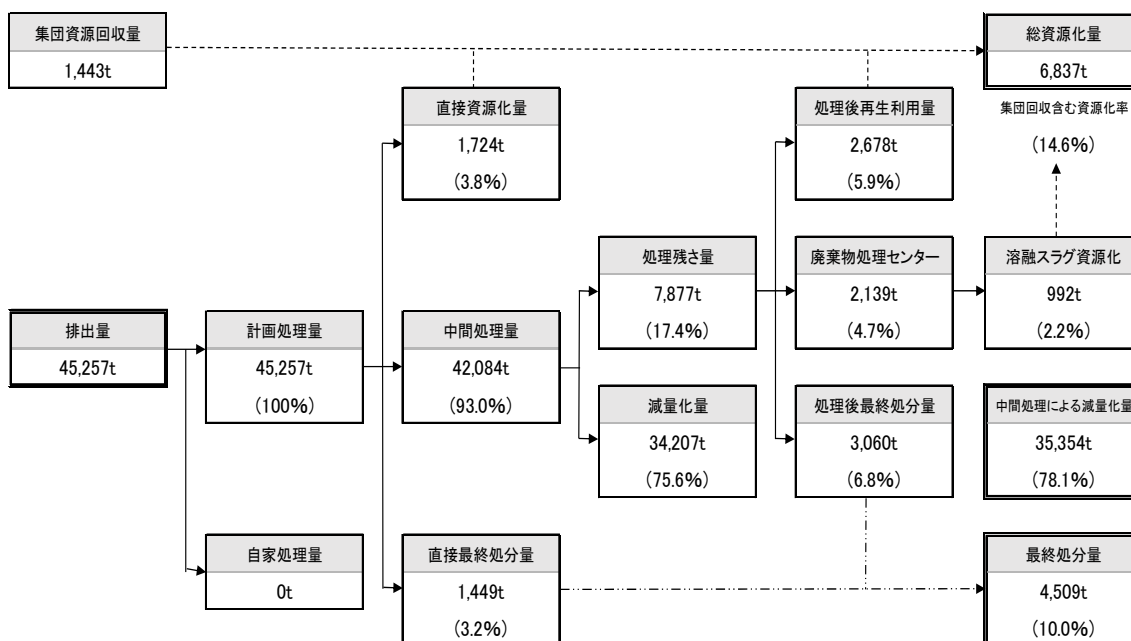 集団資源回収量
1,443t
総資源化量
6,837t
集団回収含む資源化率
(14.6%)
直接資源化量
1,724t
(3.8%)
処理後再生利用量
2,678t
(5.9%)
処理残さ量
7,877t
(17.4%)
廃棄物処理センター
2,139t
(4.7%)
溶融スラグ資源化
992t
(2.2%)
排出量
45,257t
計画処理量
45,257t
(100%)
中間処理量
42,084t
(93.0%)
減量化量
34,207t
(75.6%)
処理後最終処分量
3,060t
(6.8%)
中間処理による減量化量
35,354t
(78.1%)
自家処理量
0t
直接最終処分量
1,449t
(3.2%)
最終処分量
4,509t
(10.0%)